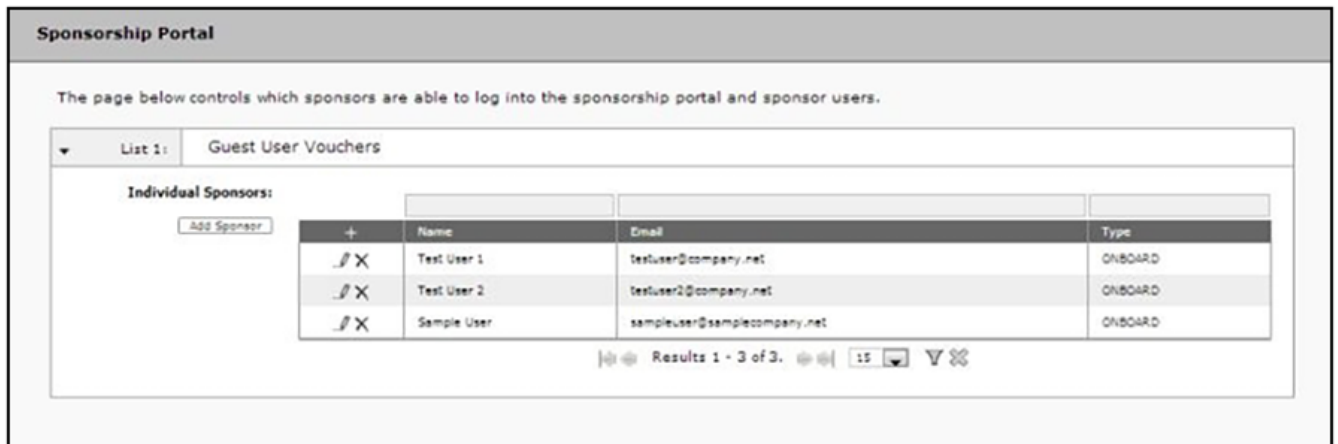 Sponsorship Portal
The page below controls which sponsors are able to log into the sponsorship portal and sponsor users.
List 1: Guest User Vouchers
Individual Sponsors:
Add Sponsor
+ Name Email Type
Test User 1 testuser@company.net ONBOARD
Test User 2 testuser2@company.net ONBOARD
Sample User sampleuser@samplecompany.net ONBOARD
Results 1 - 3 of 3. 15